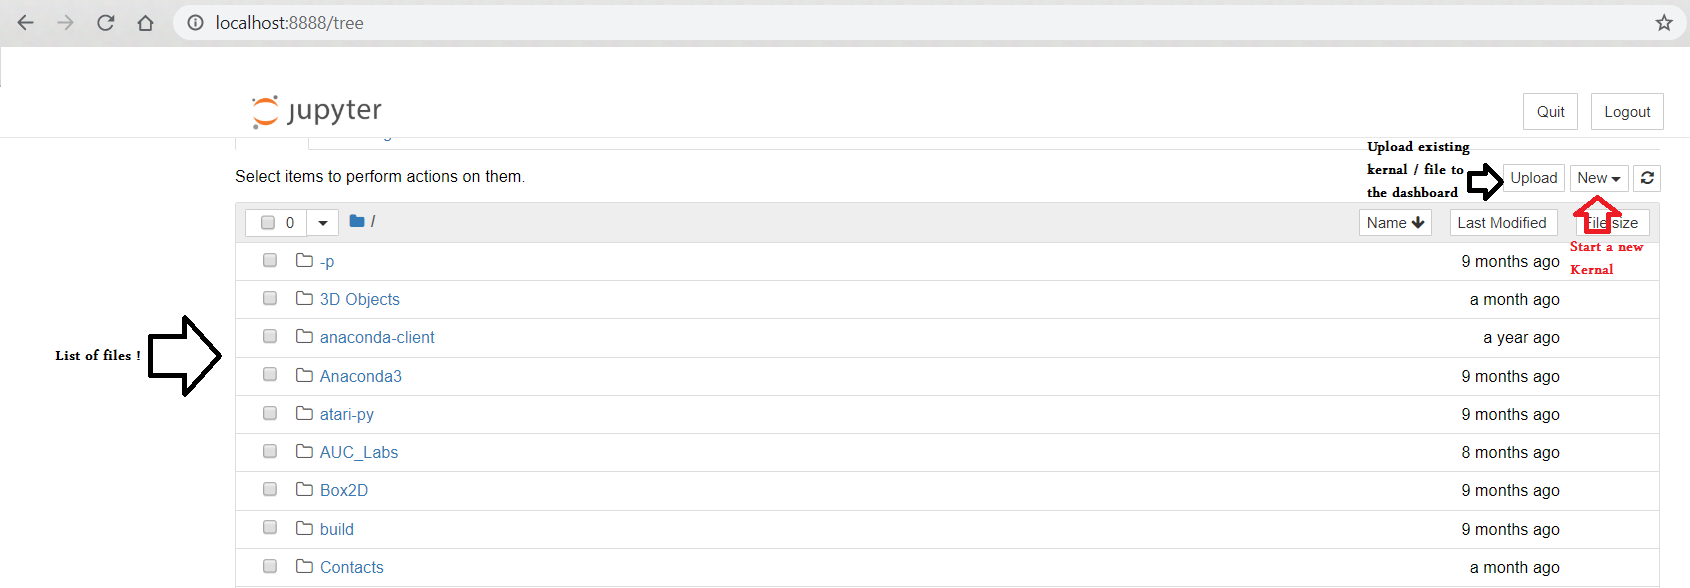 localhost:8888/tree
jupyter
Quit
Logout
Upload existing
kernal / file to
the dashboard
Select items to perform actions on them.
Upload
New
0
/
Name
Last Modified
File size
Start a new
Kernal
-p
9 months ago
3D Objects
a month ago
anaconda-client
a year ago
Anaconda3
9 months ago
atari-py
9 months ago
AUC_Labs
8 months ago
Box2D
9 months ago
build
9 months ago
Contacts
a month ago
List of files !